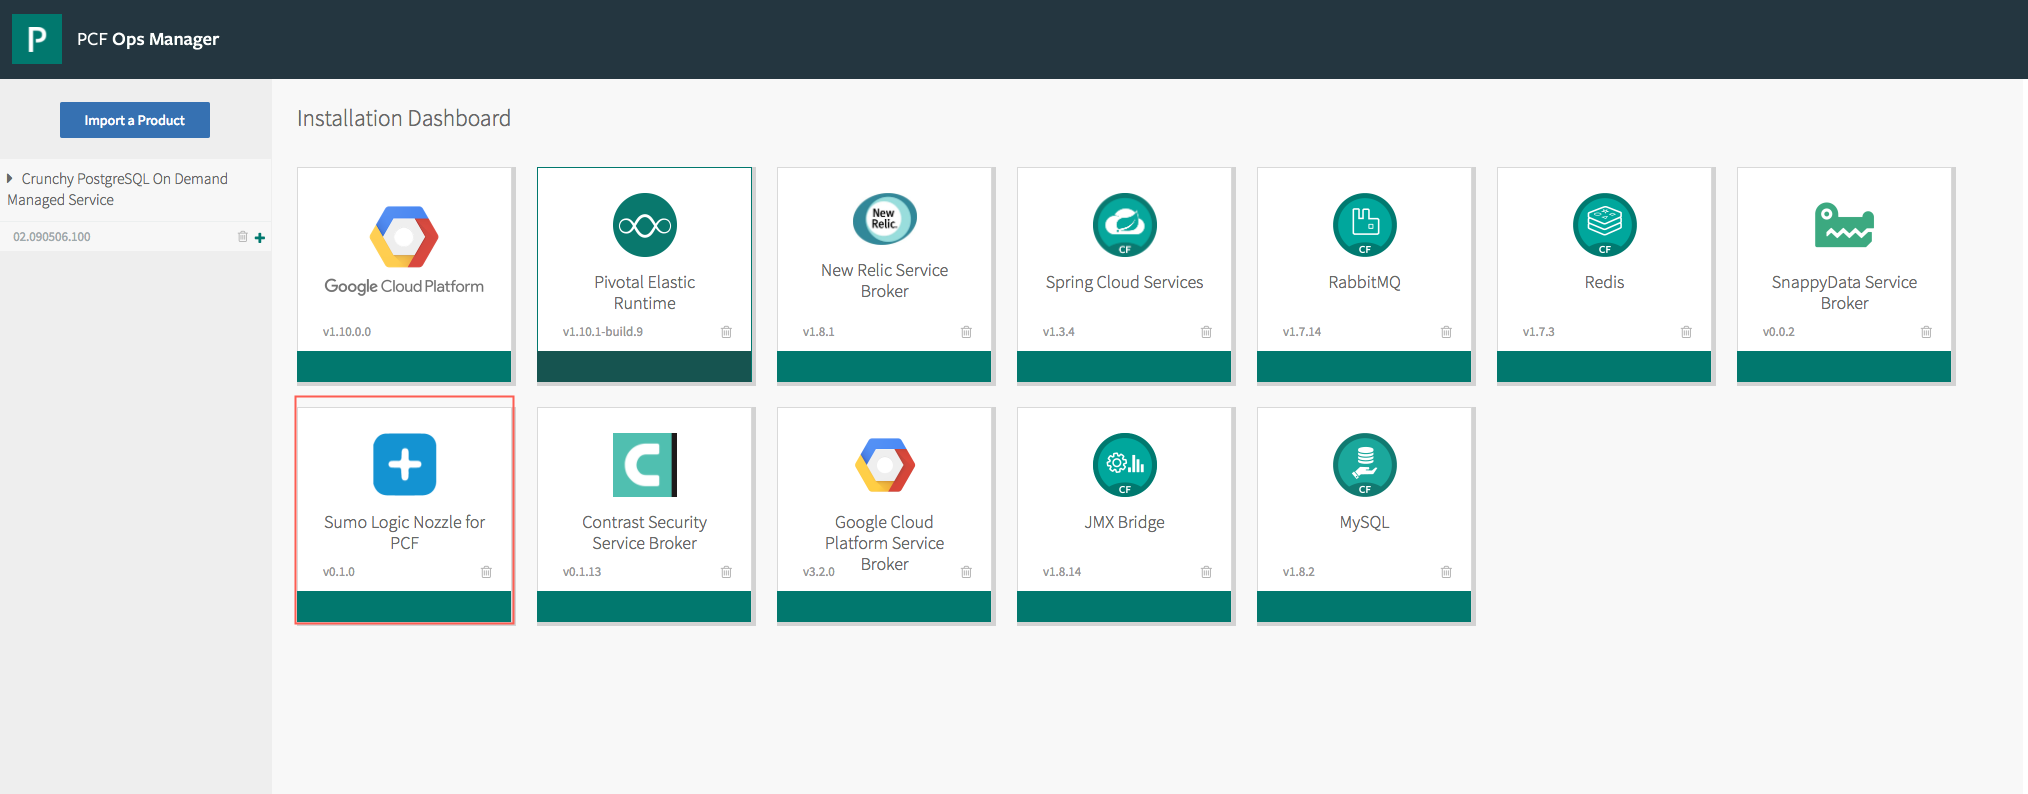 P
PCF Ops Manager
Import a Product
Crunchy PostgreSQL On Demand
Managed Service
02.090506.100
Installation Dashboard
Google Cloud Platform
v1.10.0.0
Pivotal Elastic
Runtime
v1.10.1-build.9
New
Relic.
New Relic Service
Broker
v1.8.1
CF
Spring Cloud Services
v1.3.4
CF
RabbitMQ
v1.7.14
CF
Redis
v1.7.3
SnappyData Service
Broker
v0.0.2
Sumo Logic Nozzle for
PCF
v0.1.0
C
Contrast Security
Service Broker
v0.1.13
Google Cloud
Platform Service
Broker
v3.2.0
CF
JMX Bridge
v1.8.14
CF
MySQL
v1.8.2